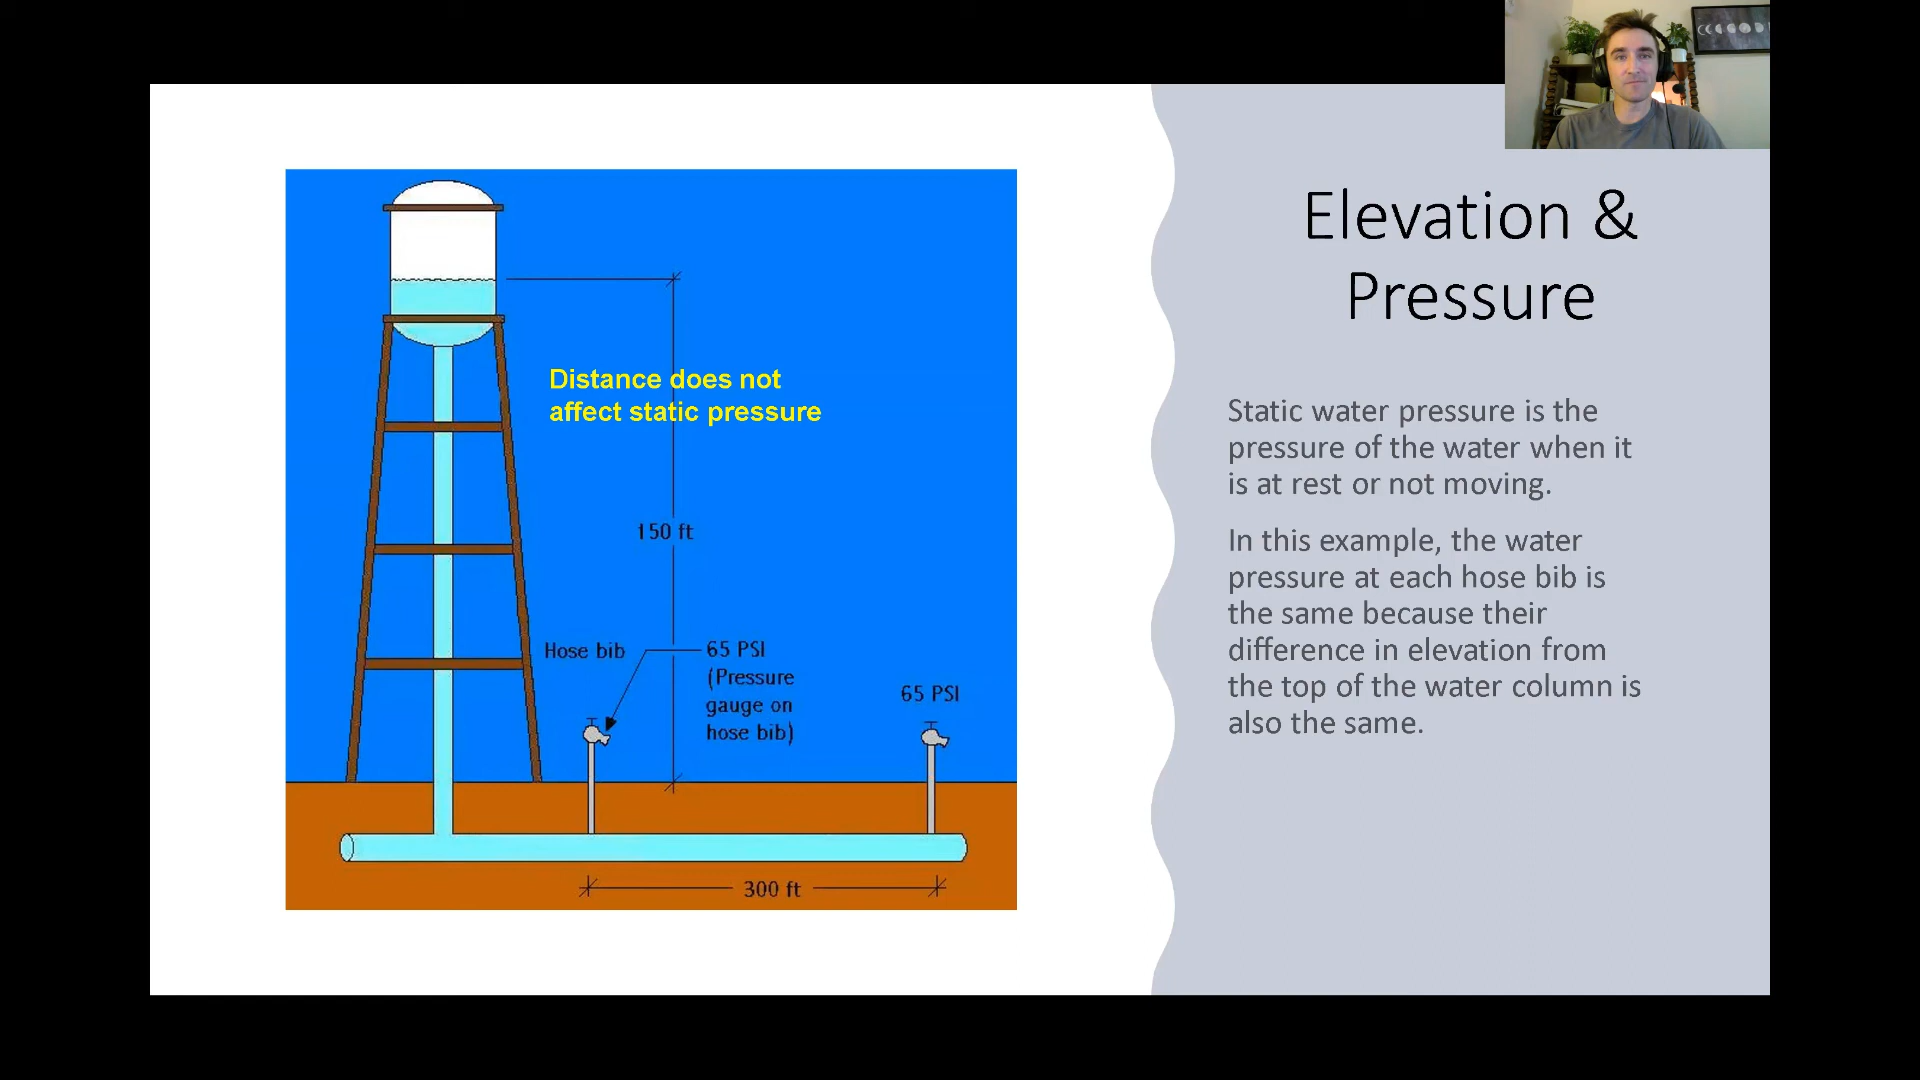 Elevation &
Pressure
Distance does not
affect static pressure
150 ft
Hose bib
65 PSI
(Pressure
gauge on
hose bib)
65 PSI
300 ft
Static water pressure is the
pressure of the water when it
is at rest or not moving.
In this example, the water
pressure at each hose bib is
the same because their
difference in elevation from
the top of the water column is
also the same.